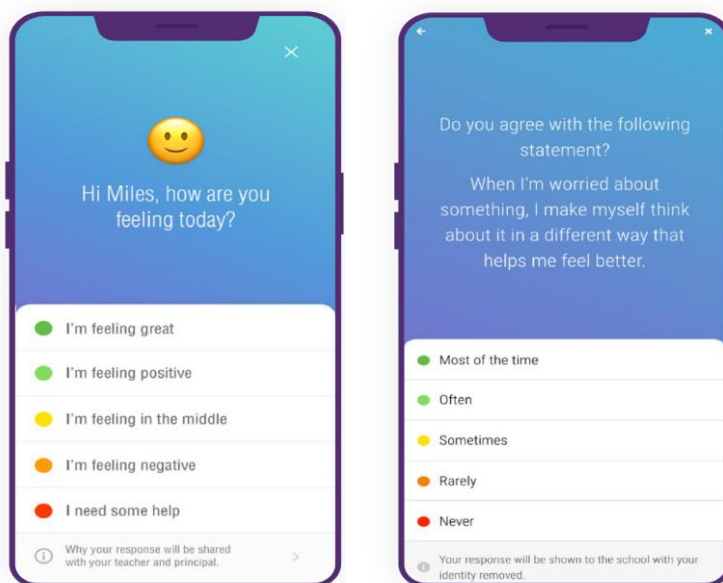 Hi Miles, how are you
feeling today?
I'm feeling great
I'm feeling positive
I'm feeling in the middle
I'm feeling negative
I need some help
Why your response will be shared
with your teacher and principal.
Do you agree with the following
statement?
When I'm worried about
something, I make myself think
about it in a different way that
helps me feel better.
Most of the time
Often
Sometimes
Rarely
Never
Your response will be shown to the school with your
identity removed.